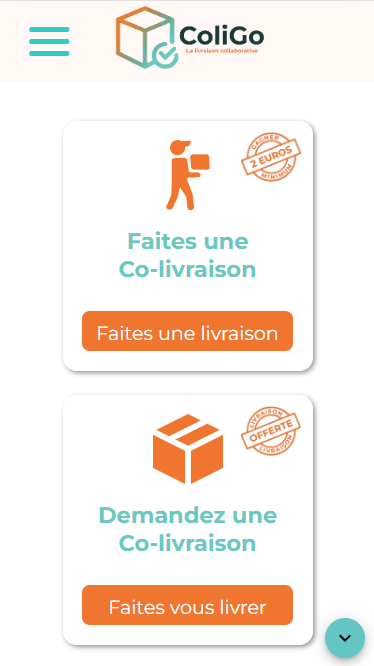 ColiGo
La livraison collaborative
GAGNER
2 EUROS
MINIMUM
Faites une
Co-livraison
Faites une livraison
LIVRAISON
OFFERTE
LIVRAISON
Demandez une
Co-livraison
Faites vous livrer